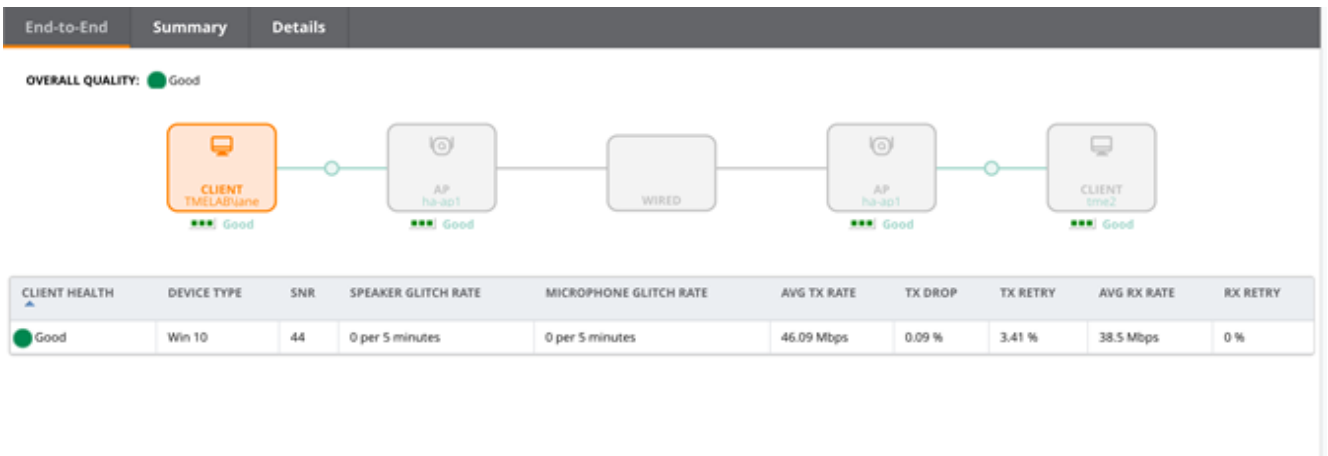 End-to-End Summary Details
OVERALL QUALITY: Good
CLIENT AP WIRED AP CLIENT
TMELAB\jane ha-ap1 ha-ap1 tme2
Good Good Good Good
CLIENT HEALTH DEVICE TYPE SNR SPEAKER GLITCH RATE MICROPHONE GLITCH RATE AVG TX RATE TX DROP TX RETRY AVG RX RATE RX RETRY
Good Win 10 44 0 per 5 minutes 0 per 5 minutes 46.09 Mbps 0.09 % 3.41 % 38.5 Mbps 0 %